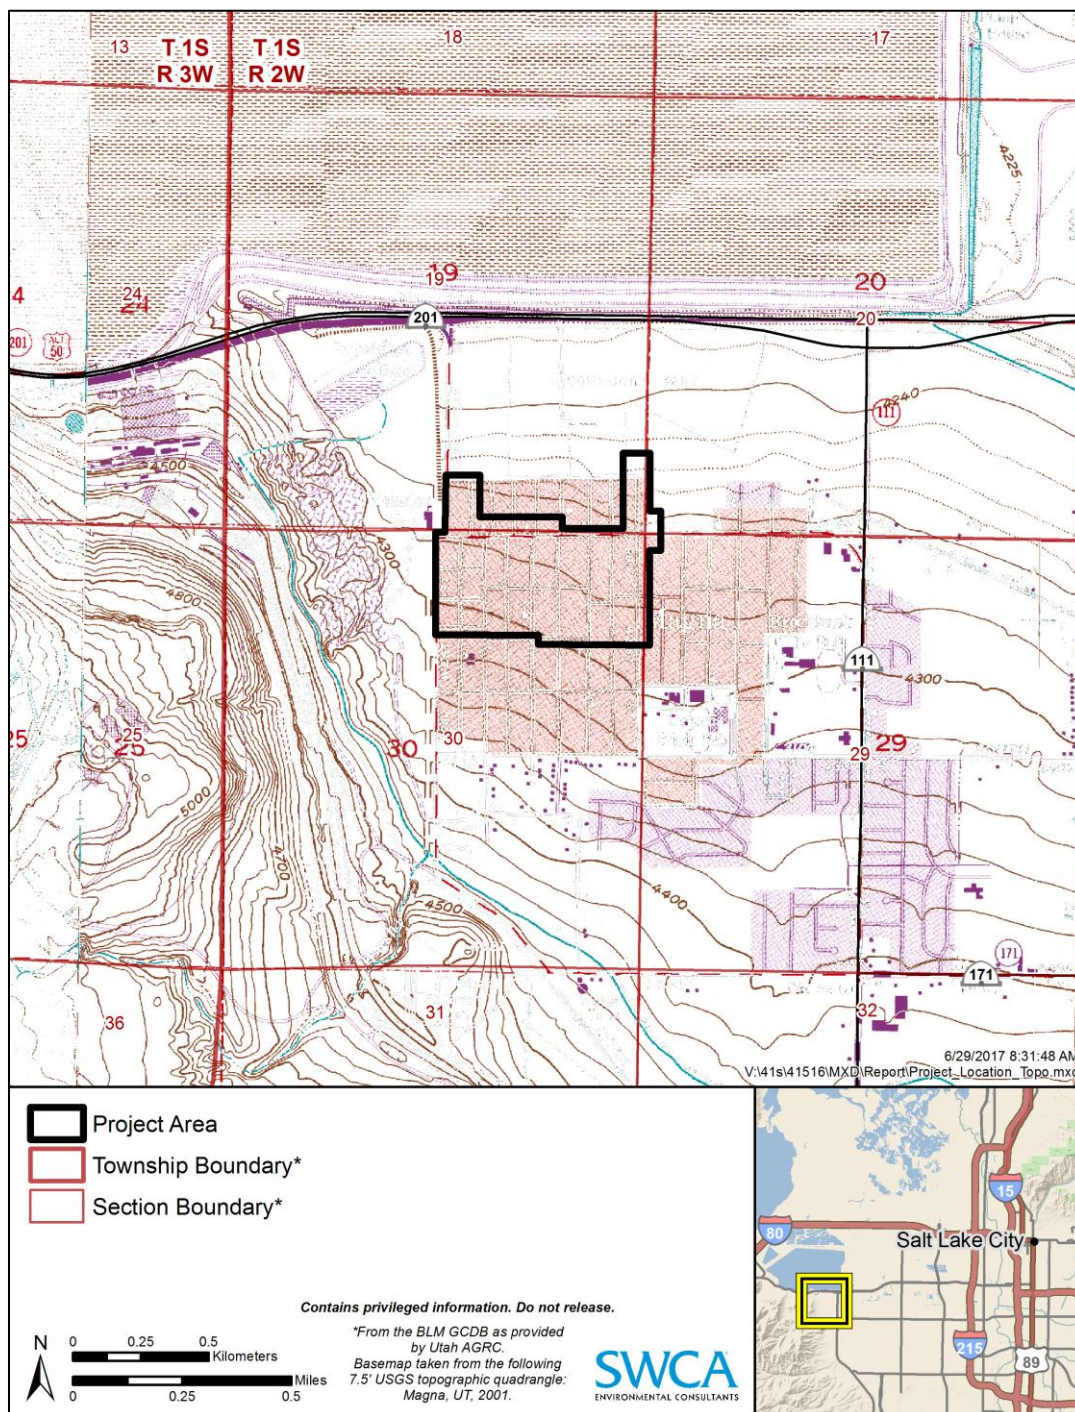 13
T 1S
R 3W
T 1S
R 2W
18
17
4225
4
24
24
19
19
20
20
201
201
ALT
50
4240
111
4500
4300
4800
Magna
111
4300
25
25
25
30
30
29
29
5000
4700
4400
4500
171
171
36
31
32
6/29/2017 8:31:48 AM
V:\41s\41516\MXD\Report\Project_Location_Topo.mxd
Project Area
Township Boundary*
Section Boundary*
Contains privileged information. Do not release.
*From the BLM GCDB as provided
by Utah AGRC.
Basemap taken from the following
7.5' USGS topographic quadrangle:
Magna, UT, 2001.
N
0 0.25 0.5
Kilometers
Miles
0 0.25 0.5
SWCA
ENVIRONMENTAL CONSULTANTS
15
80
Salt Lake City
215
89